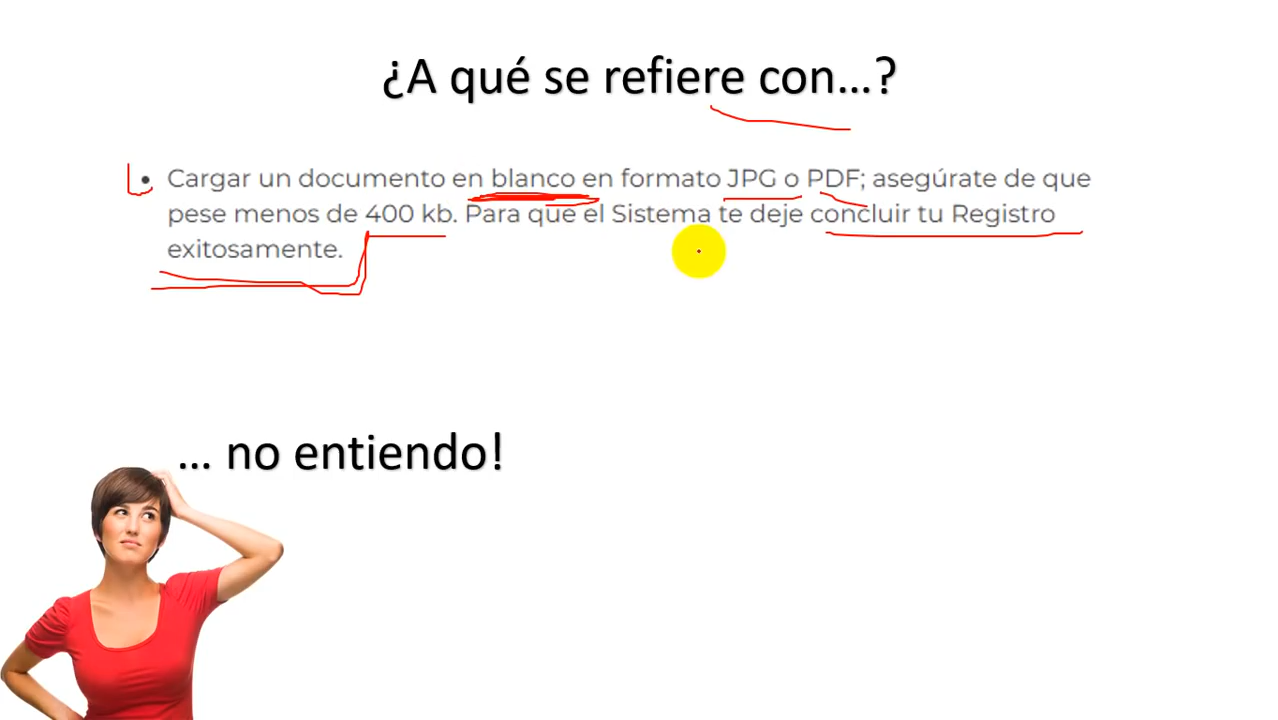 ¿A qué se refiere con...?
• Cargar un documento en blanco en formato JPG o PDF; asegúrate de que
pese menos de 400 kb. Para que el Sistema te deje concluir tu Registro
exitosamente.
... no entiendo!